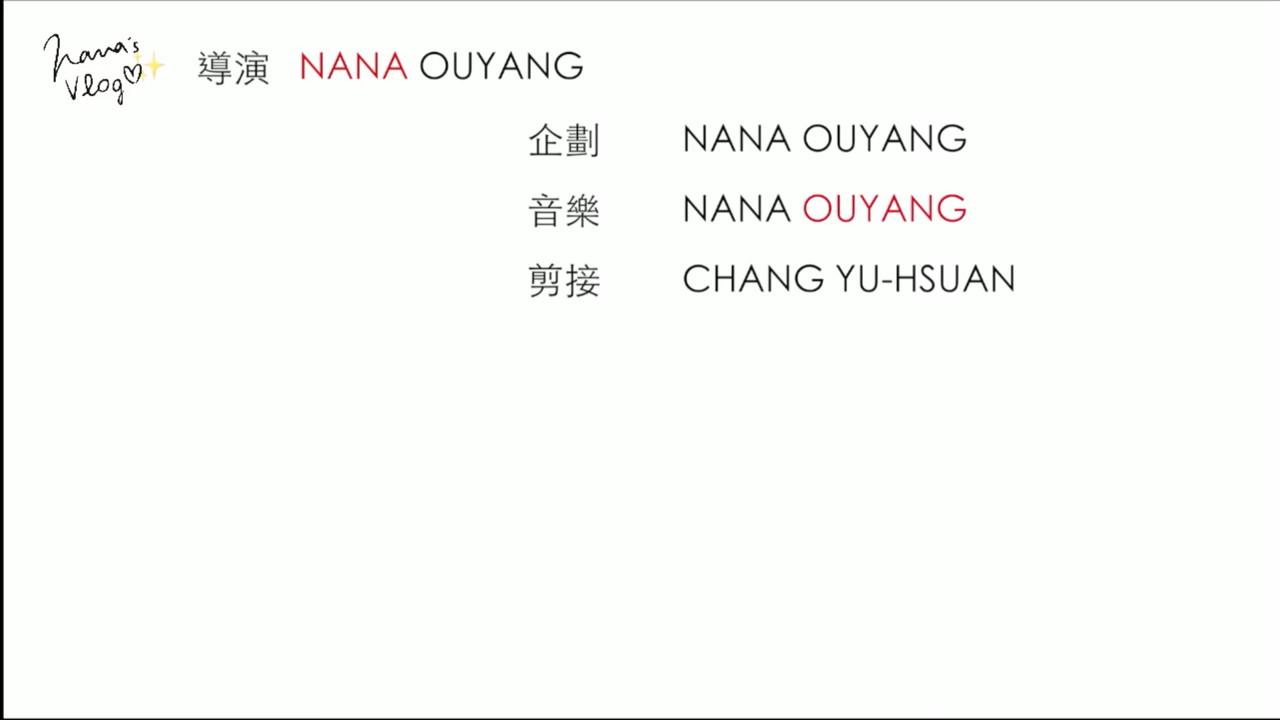 nana's
Vlog
導演 NANA OUYANG
企劃 NANA OUYANG
音樂 NANA OUYANG
剪接 CHANG YU-HSUAN